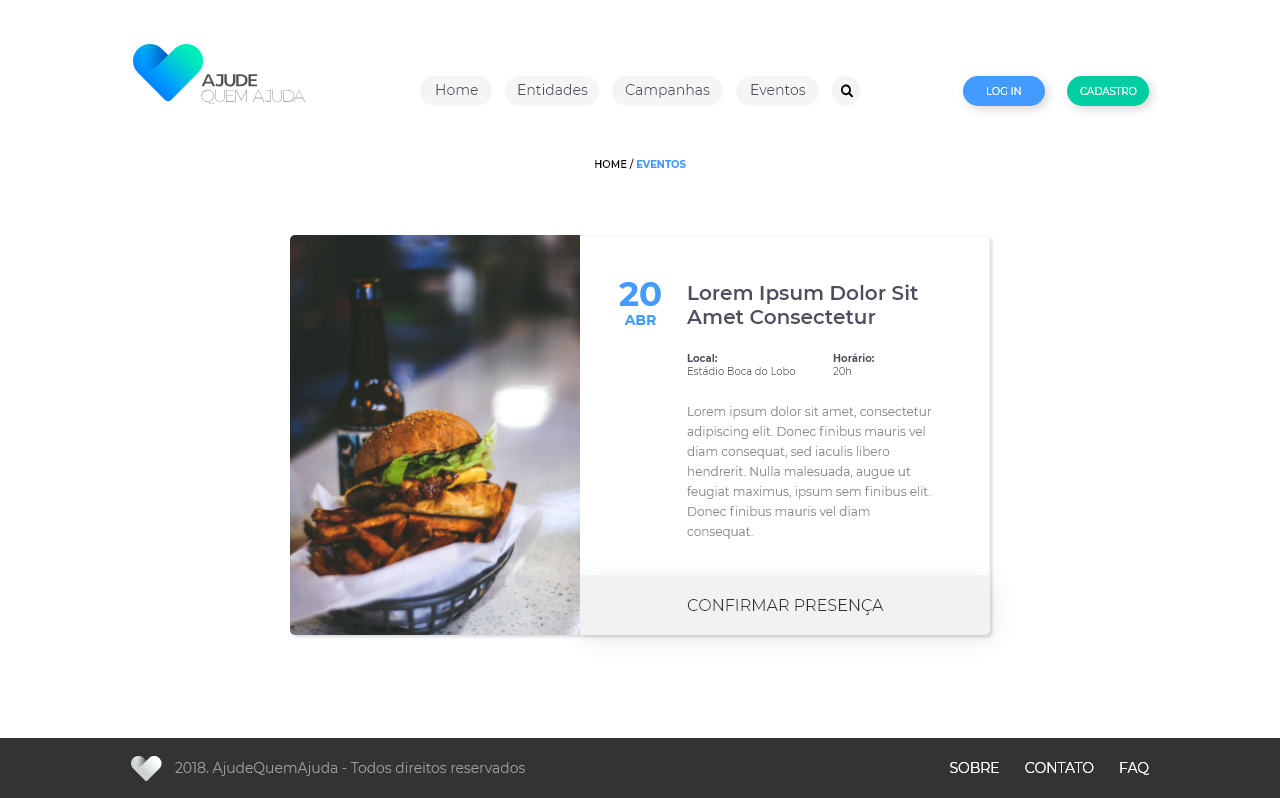 AJUDE
QUEM AJUDA
Home
Entidades
Campanhas
Eventos
LOG IN
CADASTRO
HOME / EVENTOS
20
ABR
Lorem Ipsum Dolor Sit
Amet Consectetur
Local:
Estádio Boca do Lobo
Horário:
20h
Lorem ipsum dolor sit amet, consectetur
adipiscing elit. Donec finibus mauris vel
diam consequat, sed iaculis libero
hendrerit. Nulla malesuada, augue ut
feugiat maximus, ipsum sem finibus elit.
Donec finibus mauris vel diam
consequat.
CONFIRMAR PRESENÇA
2018. AjudeQuemAjuda - Todos direitos reservados
SOBRE
CONTATO
FAQ